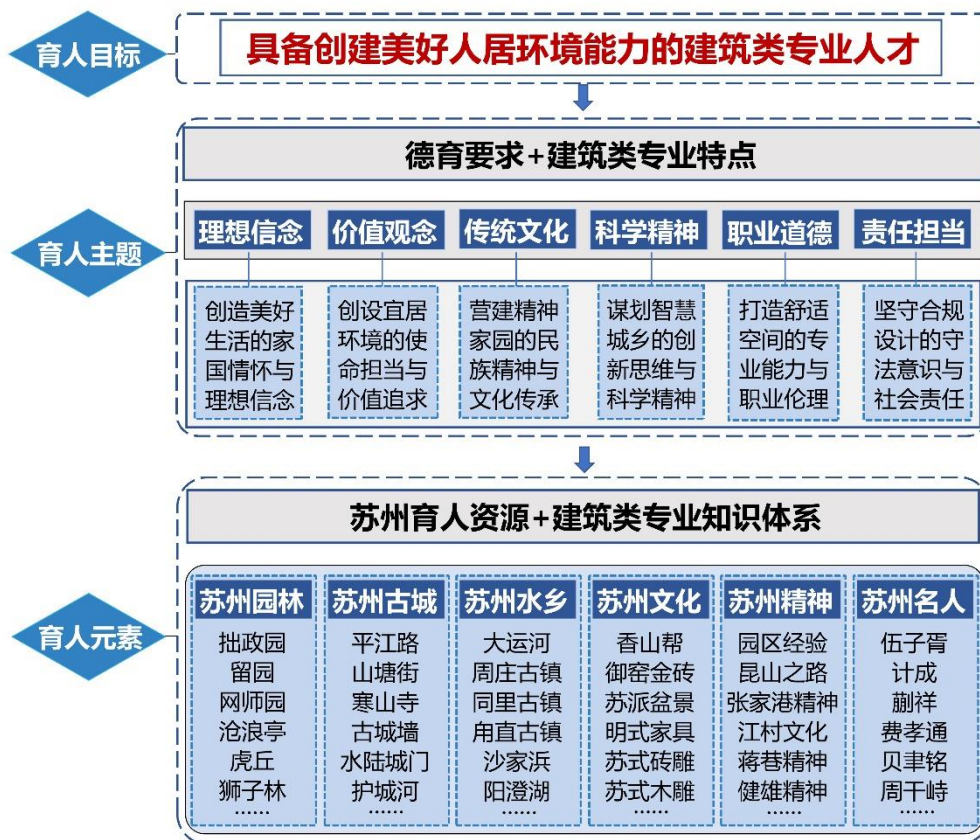 育人目标
具备创建美好人居环境能力的建筑类专业人才
德育要求+建筑类专业特点
育人主题
理想信念
价值观念
传统文化
科学精神
职业道德
责任担当
创造美好
生活的家
国情怀与
理想信念
创设宜居
环境的使
命担当与
价值追求
营建精神
家园的民
族精神与
文化传承
谋划智慧
城乡的创
新思维与
科学精神
打造舒适
空间的专
业能力与
职业伦理
坚守合规
设计的守
法意识与
社会责任
苏州育人资源+建筑类专业知识体系
育人元素
苏州园林
拙政园
留园
网师园
沧浪亭
虎丘
狮子林
……
苏州古城
平江路
山塘街
寒山寺
古城墙
水陆城门
护城河
……
苏州水乡
大运河
周庄古镇
同里古镇
甪直古镇
沙家浜
阳澄湖
……
苏州文化
香山帮
御窑金砖
苏派盆景
明式家具
苏式砖雕
苏式木雕
……
苏州精神
园区经验
昆山之路
张家港精神
江村文化
蒋巷精神
健雄精神
……
苏州名人
伍子胥
计成
蒯祥
费孝通
贝聿铭
周干峙
……